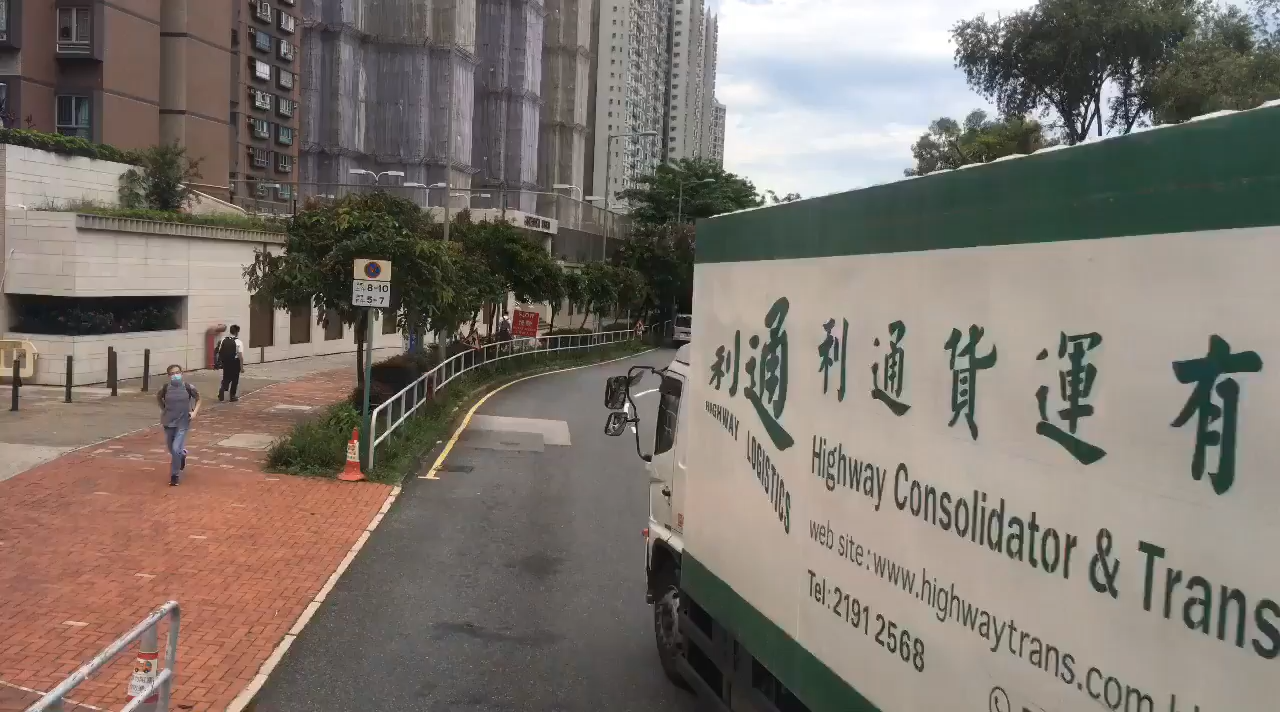 8-10
5-7
SLOW
利通
HIGHWAY LOGISTICS
利通貨運有
Highway Consolidator & Trans
web site:www.highwaytrans.com.h
Tel:2191 2568